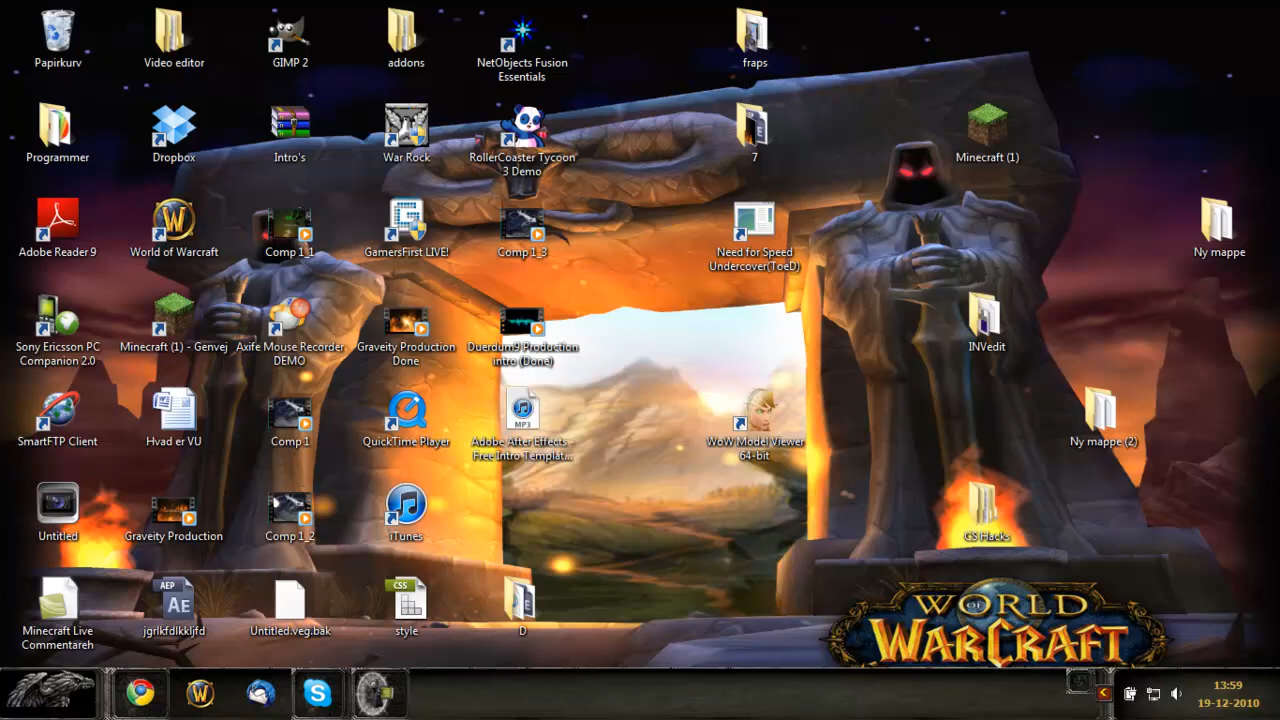 Papirkurv
Video editor
GIMP 2
addons
NetObjects Fusion
Essentials
fraps
Programmer
Dropbox
Intro's
War Rock
RollerCoaster Tycoon
3 Demo
7
Minecraft (1)
Adobe Reader 9
World of Warcraft
Comp 1_1
GamersFirst LIVE!
Comp 1_3
Need for Speed
Undercover(ToeD)
Ny mappe
Sony Ericsson PC
Companion 2.0
Minecraft (1) - Genvej
Axife Mouse Recorder
DEMO
Graveity Production
Done
Duerdum9 Production
intro (Done)
INVedit
SmartFTP Client
Hvad er VU
Comp 1
QuickTime Player
MP3
Adobe After Effects -
Free Intro Templat...
WoW Model Viewer
64-bit
Ny mappe (2)
Untitled
Graveity Production
Comp 1_2
iTunes
CS Hacks
AEP
Ae
CSS
Minecraft Live
Commentareh
jgrlkfdlkkljfd
Untitled.veg.bak
style
D
WORLD
OF
WARCRAFT
13:59
19-12-2010